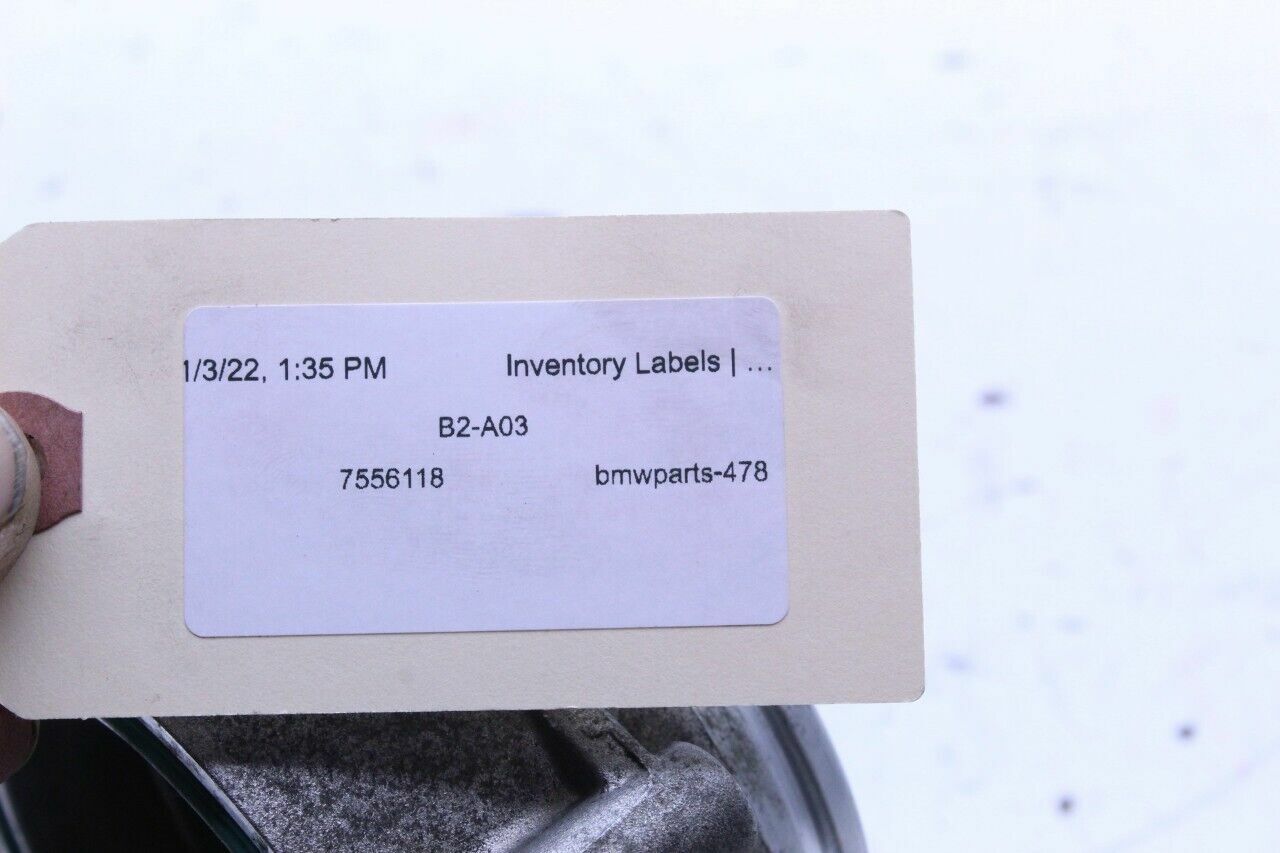 1/3/22, 1:35 PM Inventory Labels | ...
B2-A03
7556118 bmwparts-478